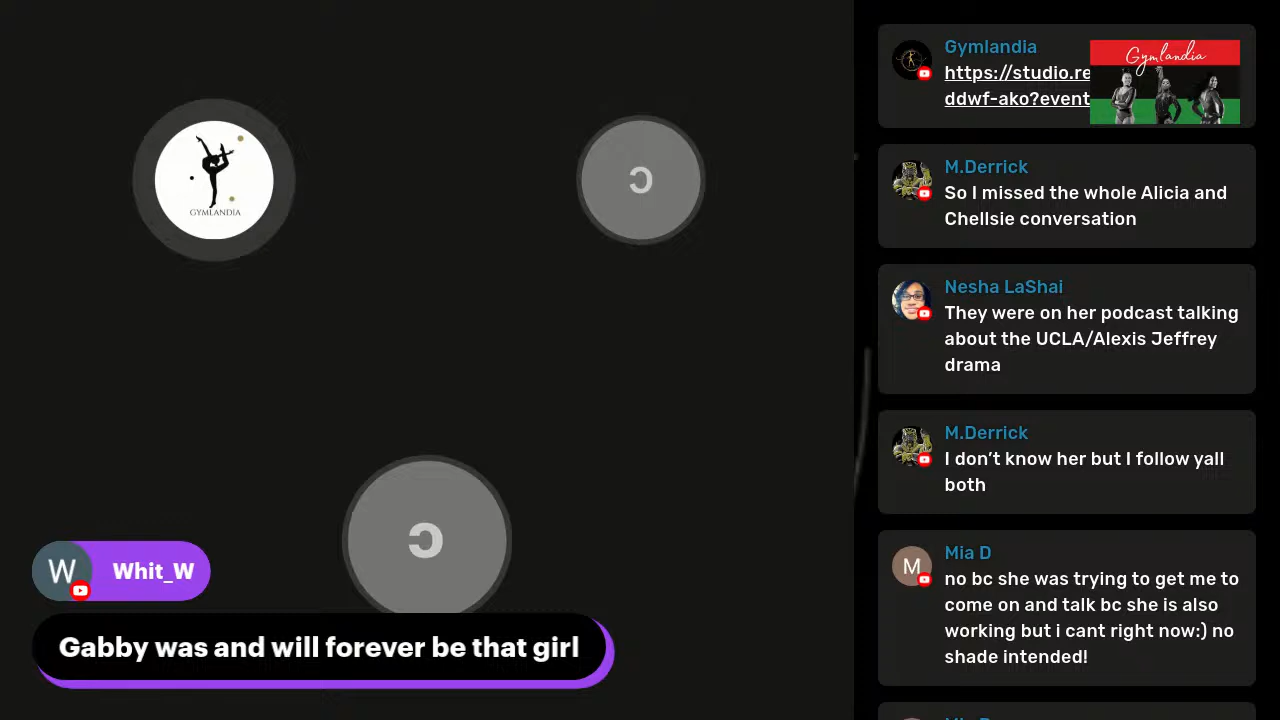 GYMLANDIA
ɔ
ɔ
W
Whit_W
Gabby was and will forever be that girl
Gymlandia
https://studio.re
ddwf-ako?event
Gymlandia
M.Derrick
So I missed the whole Alicia and
Chellsie conversation
Nesha LaShai
They were on her podcast talking
about the UCLA/Alexis Jeffrey
drama
M.Derrick
I don’t know her but I follow yall
both
M
Mia D
no bc she was trying to get me to
come on and talk bc she is also
working but i cant right now:) no
shade intended!